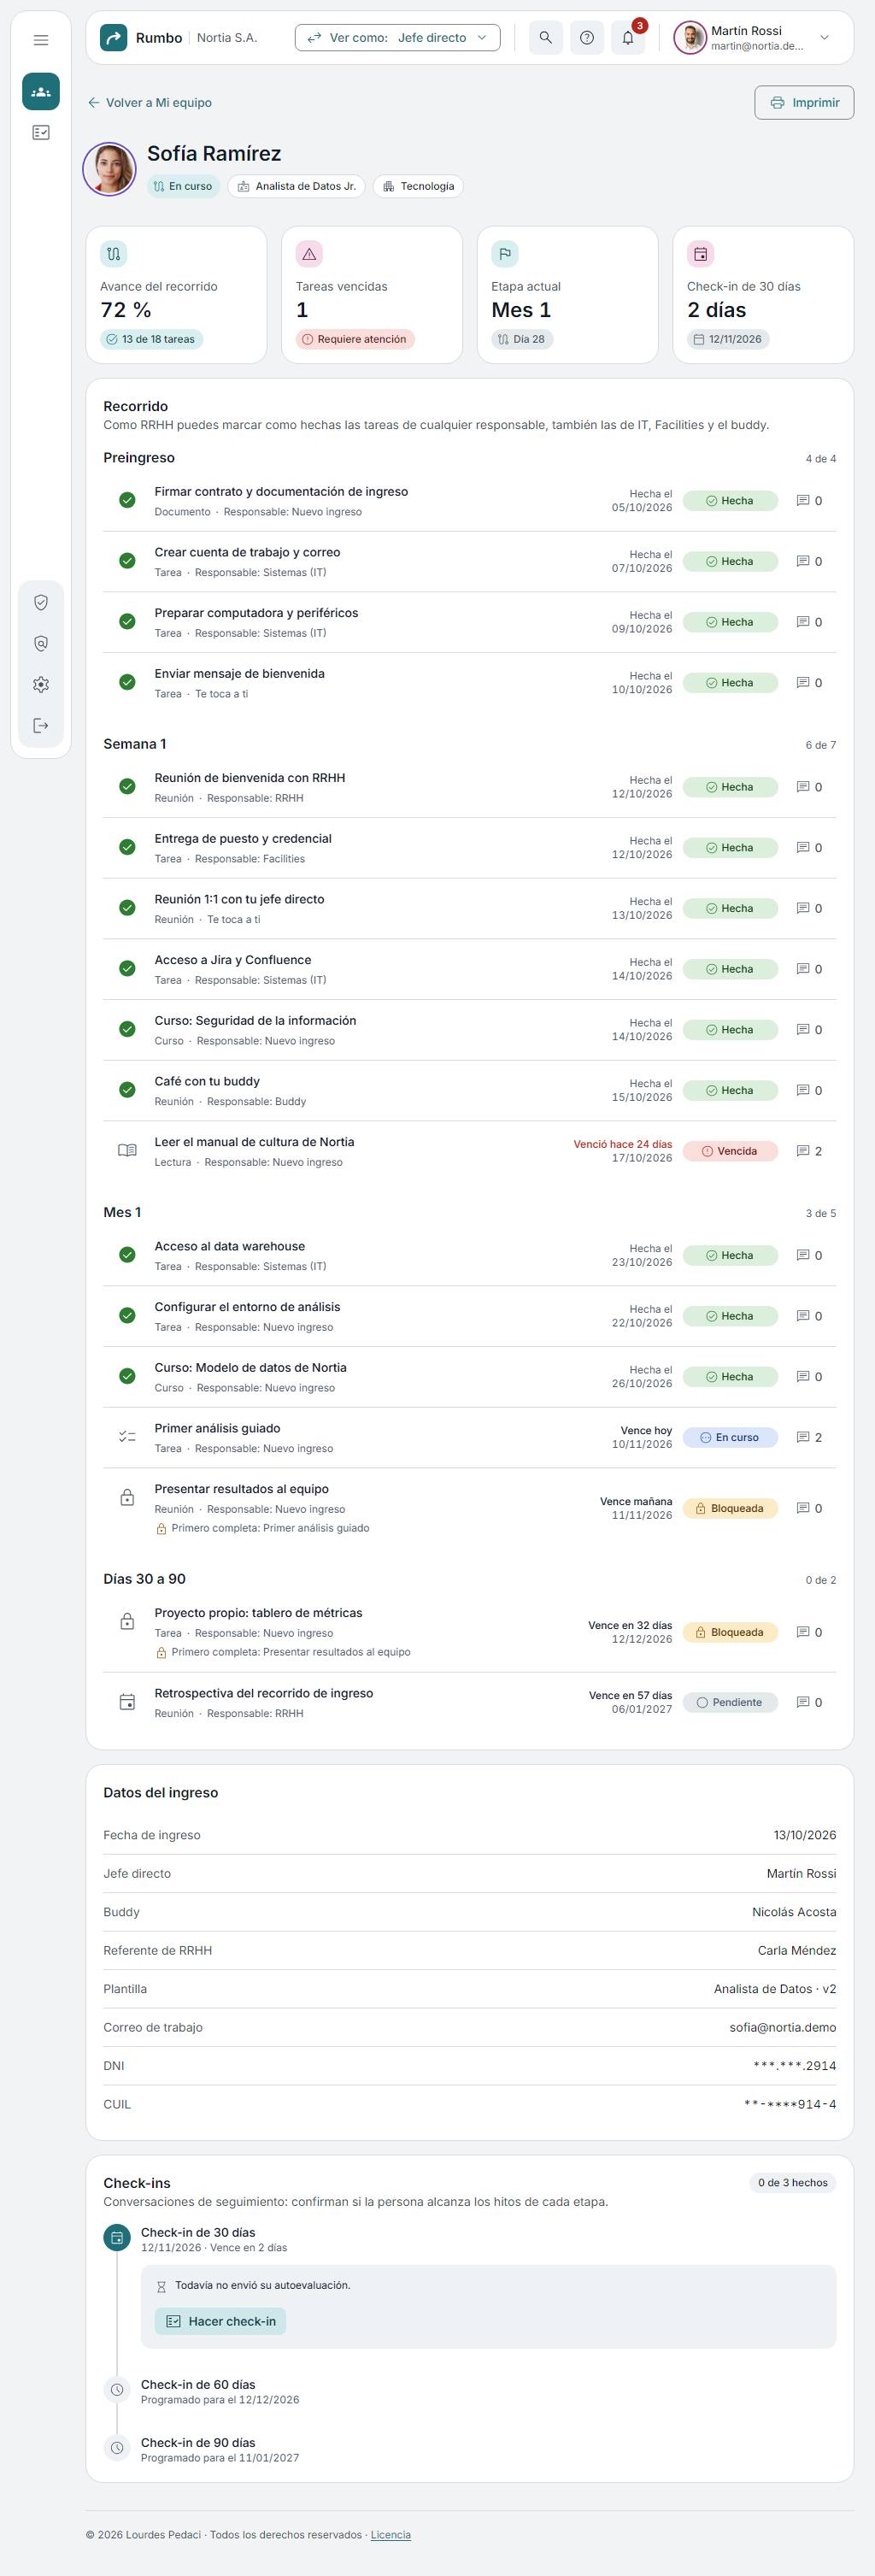 Rumbo
Nortia S.A.
Ver como: Jefe directo
3
Martín Rossi
martin@nortia.de...
Volver a Mi equipo
Imprimir
Sofía Ramírez
En curso
Analista de Datos Jr.
Tecnología
Avance del recorrido
72 %
13 de 18 tareas
Tareas vencidas
1
Requiere atención
Etapa actual
Mes 1
Día 28
Check-in de 30 días
2 días
12/11/2026
Recorrido
Como RRHH puedes marcar como hechas las tareas de cualquier responsable, también las de IT, Facilities y el buddy.
Preingreso
4 de 4
Firmar contrato y documentación de ingreso
Documento · Responsable: Nuevo ingreso
Hecha el
05/10/2026
Hecha
0
Crear cuenta de trabajo y correo
Tarea · Responsable: Sistemas (IT)
Hecha el
07/10/2026
Hecha
0
Preparar computadora y periféricos
Tarea · Responsable: Sistemas (IT)
Hecha el
09/10/2026
Hecha
0
Enviar mensaje de bienvenida
Tarea · Te toca a ti
Hecha el
10/10/2026
Hecha
0
Semana 1
6 de 7
Reunión de bienvenida con RRHH
Reunión · Responsable: RRHH
Hecha el
12/10/2026
Hecha
0
Entrega de puesto y credencial
Tarea · Responsable: Facilities
Hecha el
12/10/2026
Hecha
0
Reunión 1:1 con tu jefe directo
Reunión · Te toca a ti
Hecha el
13/10/2026
Hecha
0
Acceso a Jira y Confluence
Tarea · Responsable: Sistemas (IT)
Hecha el
14/10/2026
Hecha
0
Curso: Seguridad de la información
Curso · Responsable: Nuevo ingreso
Hecha el
14/10/2026
Hecha
0
Café con tu buddy
Reunión · Responsable: Buddy
Hecha el
15/10/2026
Hecha
0
Leer el manual de cultura de Nortia
Lectura · Responsable: Nuevo ingreso
Venció hace 24 días
17/10/2026
Vencida
2
Mes 1
3 de 5
Acceso al data warehouse
Tarea · Responsable: Sistemas (IT)
Hecha el
23/10/2026
Hecha
0
Configurar el entorno de análisis
Tarea · Responsable: Nuevo ingreso
Hecha el
22/10/2026
Hecha
0
Curso: Modelo de datos de Nortia
Curso · Responsable: Nuevo ingreso
Hecha el
26/10/2026
Hecha
0
Primer análisis guiado
Tarea · Responsable: Nuevo ingreso
Vence hoy
10/11/2026
En curso
2
Presentar resultados al equipo
Reunión · Responsable: Nuevo ingreso
Primero completa: Primer análisis guiado
Vence mañana
11/11/2026
Bloqueada
0
Días 30 a 90
0 de 2
Proyecto propio: tablero de métricas
Tarea · Responsable: Nuevo ingreso
Primero completa: Presentar resultados al equipo
Vence en 32 días
12/12/2026
Bloqueada
0
Retrospectiva del recorrido de ingreso
Reunión · Responsable: RRHH
Vence en 57 días
06/01/2027
Pendiente
0
Datos del ingreso
Fecha de ingreso
13/10/2026
Jefe directo
Martín Rossi
Buddy
Nicolás Acosta
Referente de RRHH
Carla Méndez
Plantilla
Analista de Datos · v2
Correo de trabajo
sofia@nortia.demo
DNI
***.***.2914
CUIL
**-****914-4
Check-ins
0 de 3 hechos
Conversaciones de seguimiento: confirman si la persona alcanza los hitos de cada etapa.
Check-in de 30 días
12/11/2026 · Vence en 2 días
Todavía no envió su autoevaluación.
Hacer check-in
Check-in de 60 días
Programado para el 12/12/2026
Check-in de 90 días
Programado para el 11/01/2027
© 2026 Lourdes Pedaci · Todos los derechos reservados · Licencia